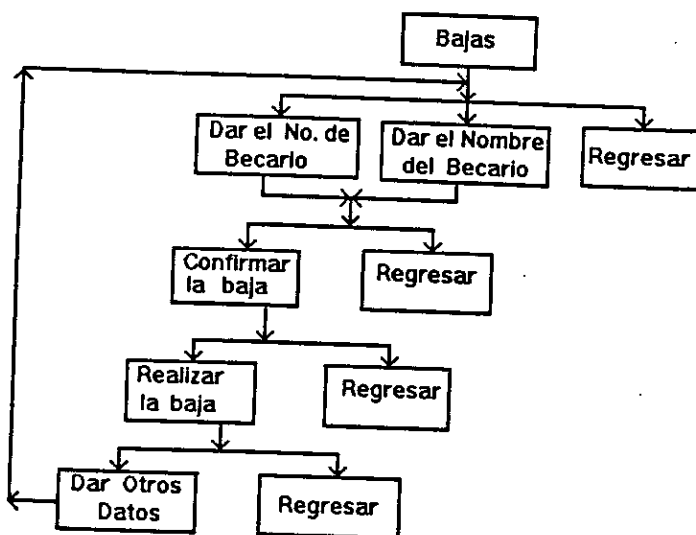 Bajas
Dar el No. de
Becario
Dar el Nombre
del Becario
Regresar
Confirmar
la baja
Regresar
Realizar
la baja
Regresar
Dar Otros
Datos
Regresar